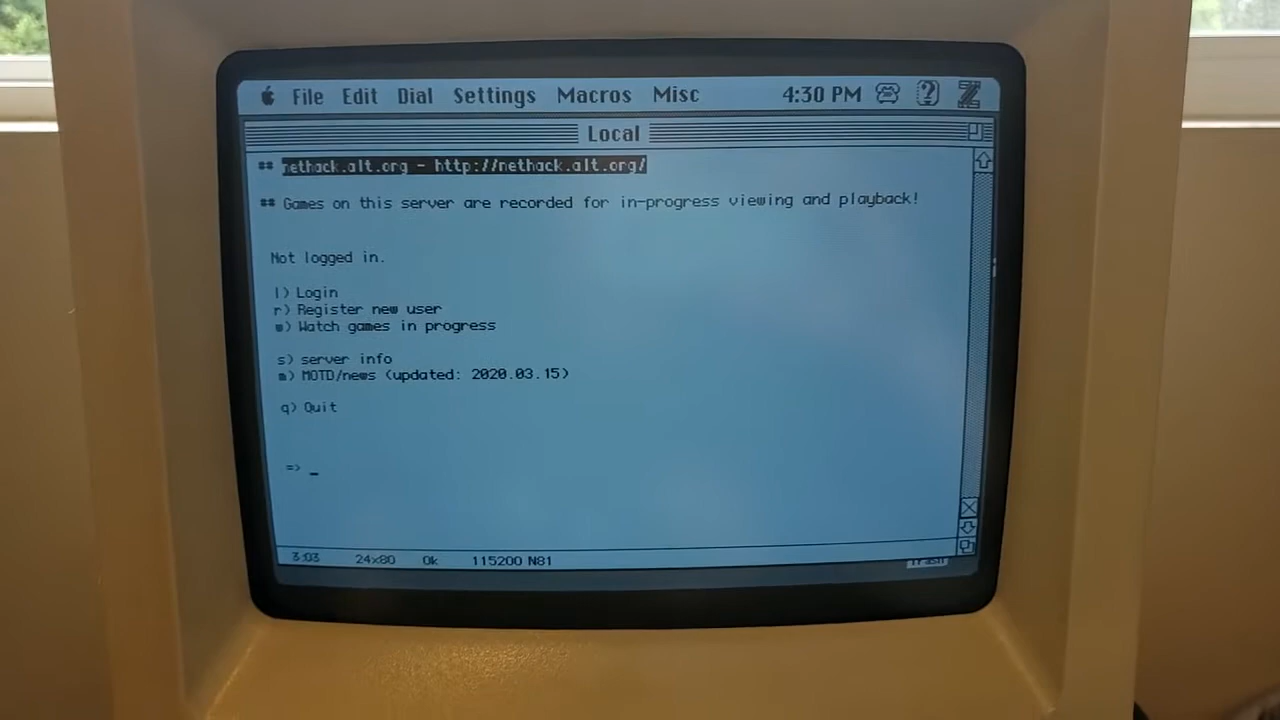 File Edit Dial Settings Macros Misc 4:30 PM
Local
## nethack.alt.org - http://nethack.alt.org/
## Games on this server are recorded for in-progress viewing and playback!
Not logged in.
l) Login
r) Register new user
w) Watch games in progress
s) server info
m) MOTD/news (updated: 2020.03.15)
q) Quit
=> _
3:03 24x80 0k 115200 N81